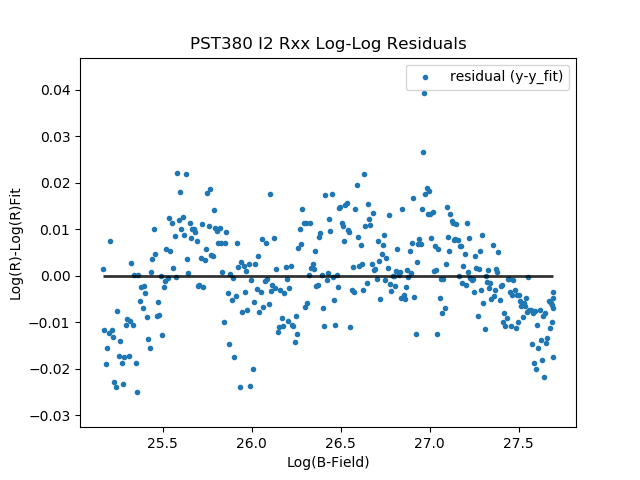 PST380 I2 Rxx Log-Log Residuals
residual (y-y_fit)
Log(R)-Log(R)Fit
0.04
0.03
0.02
0.01
0.00
−0.01
−0.02
−0.03
25.5 26.0 26.5 27.0 27.5
Log(B-Field)